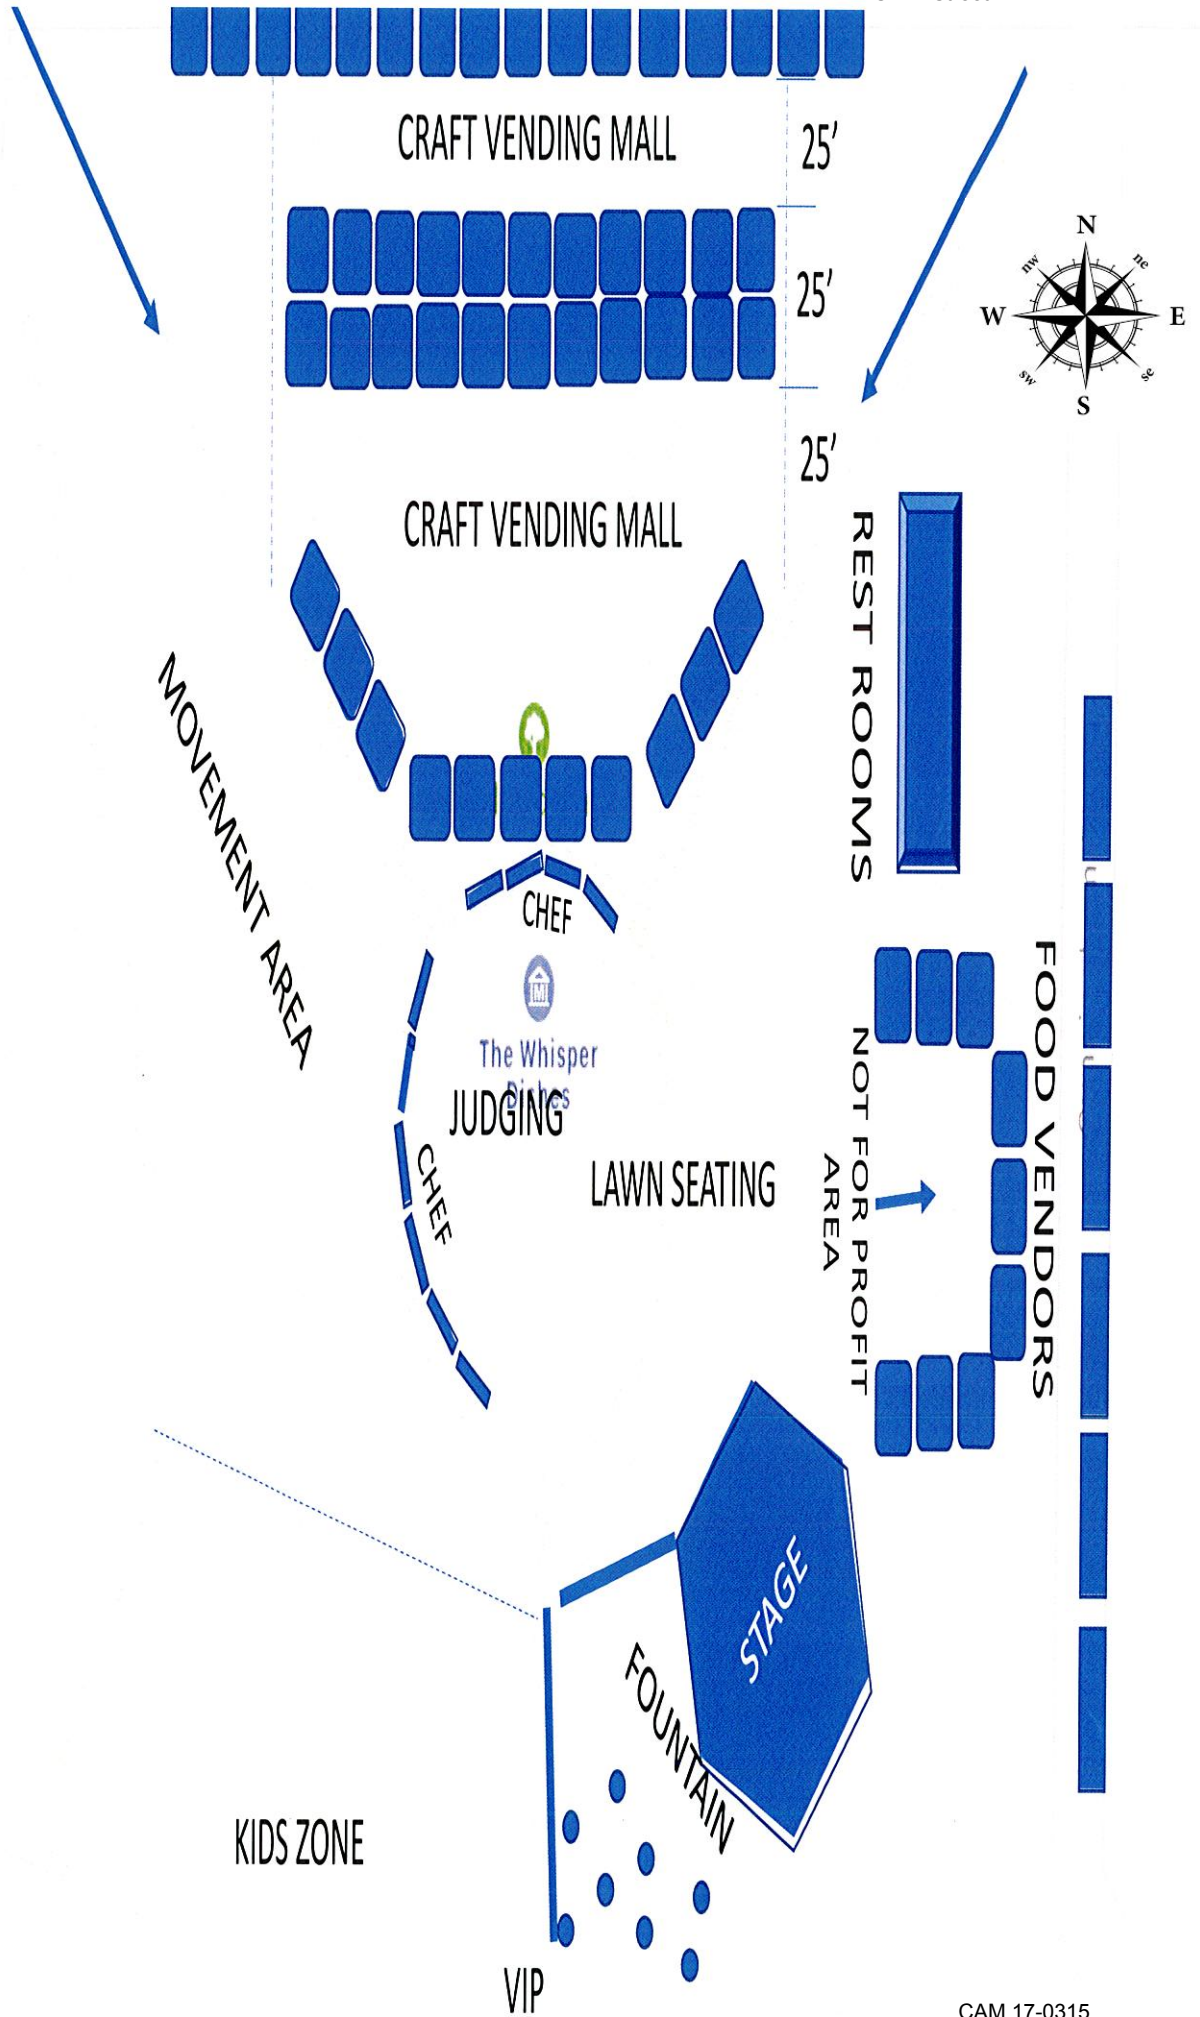 CRAFT VENDING MALL
25'
N
nw
ne
W
E
sw
se
S
25'
25'
CRAFT VENDING MALL
REST ROOMS
MOVEMENT AREA
CHEF
The Whisper
Dishes
JUDGING
CHEF
LAWN SEATING
NOT FOR PROFIT
AREA
FOOD VENDORS
STAGE
FOUNTAIN
KIDS ZONE
VIP
CAM 17-0315